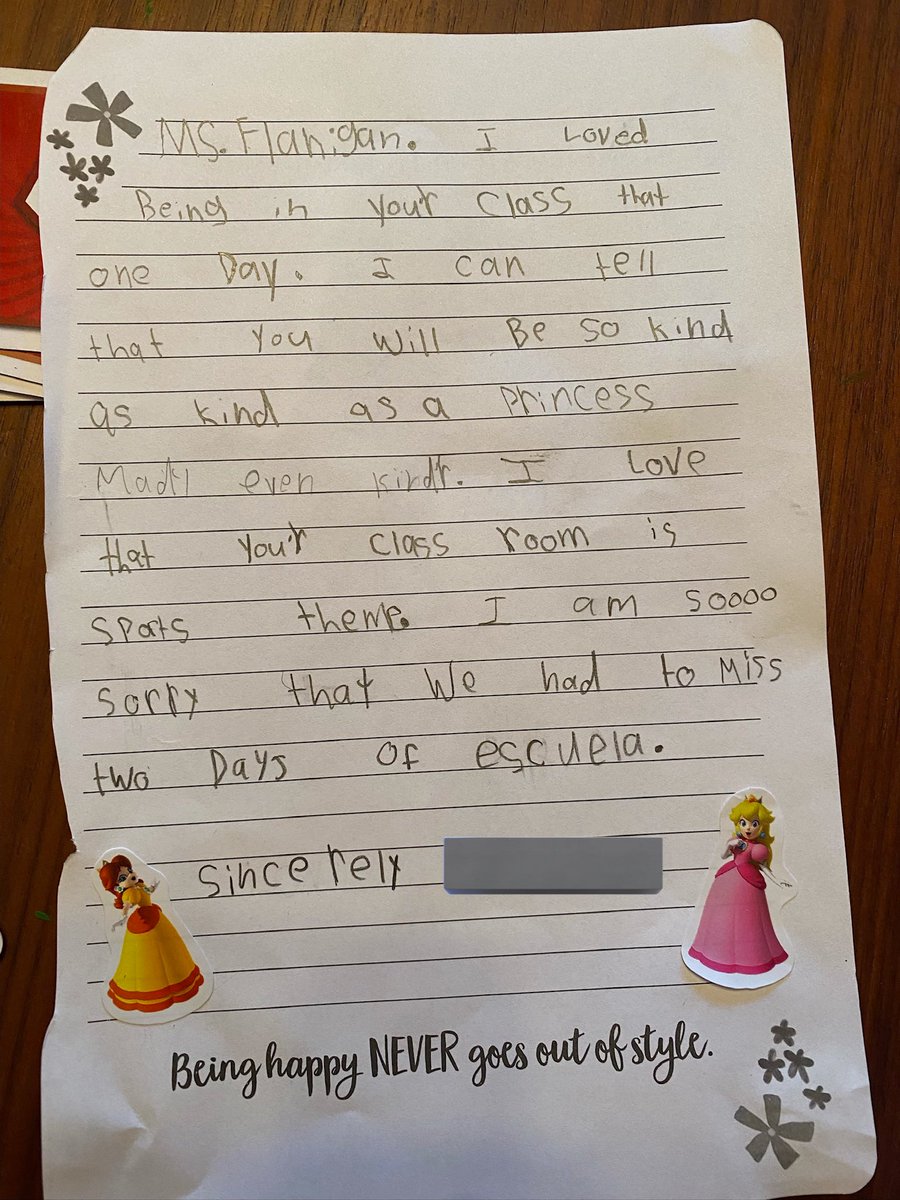 Ms. Flanigan. I Loved
Being in your Class that
one Day. I can tell
that you will Be so kind
as kind as a princess
even kindr. I Love
that your class room is
sports theme. I am soooo
sorry that we had to Miss
two Days of escuela.
sincerely
Being happy NEVER goes out of style.